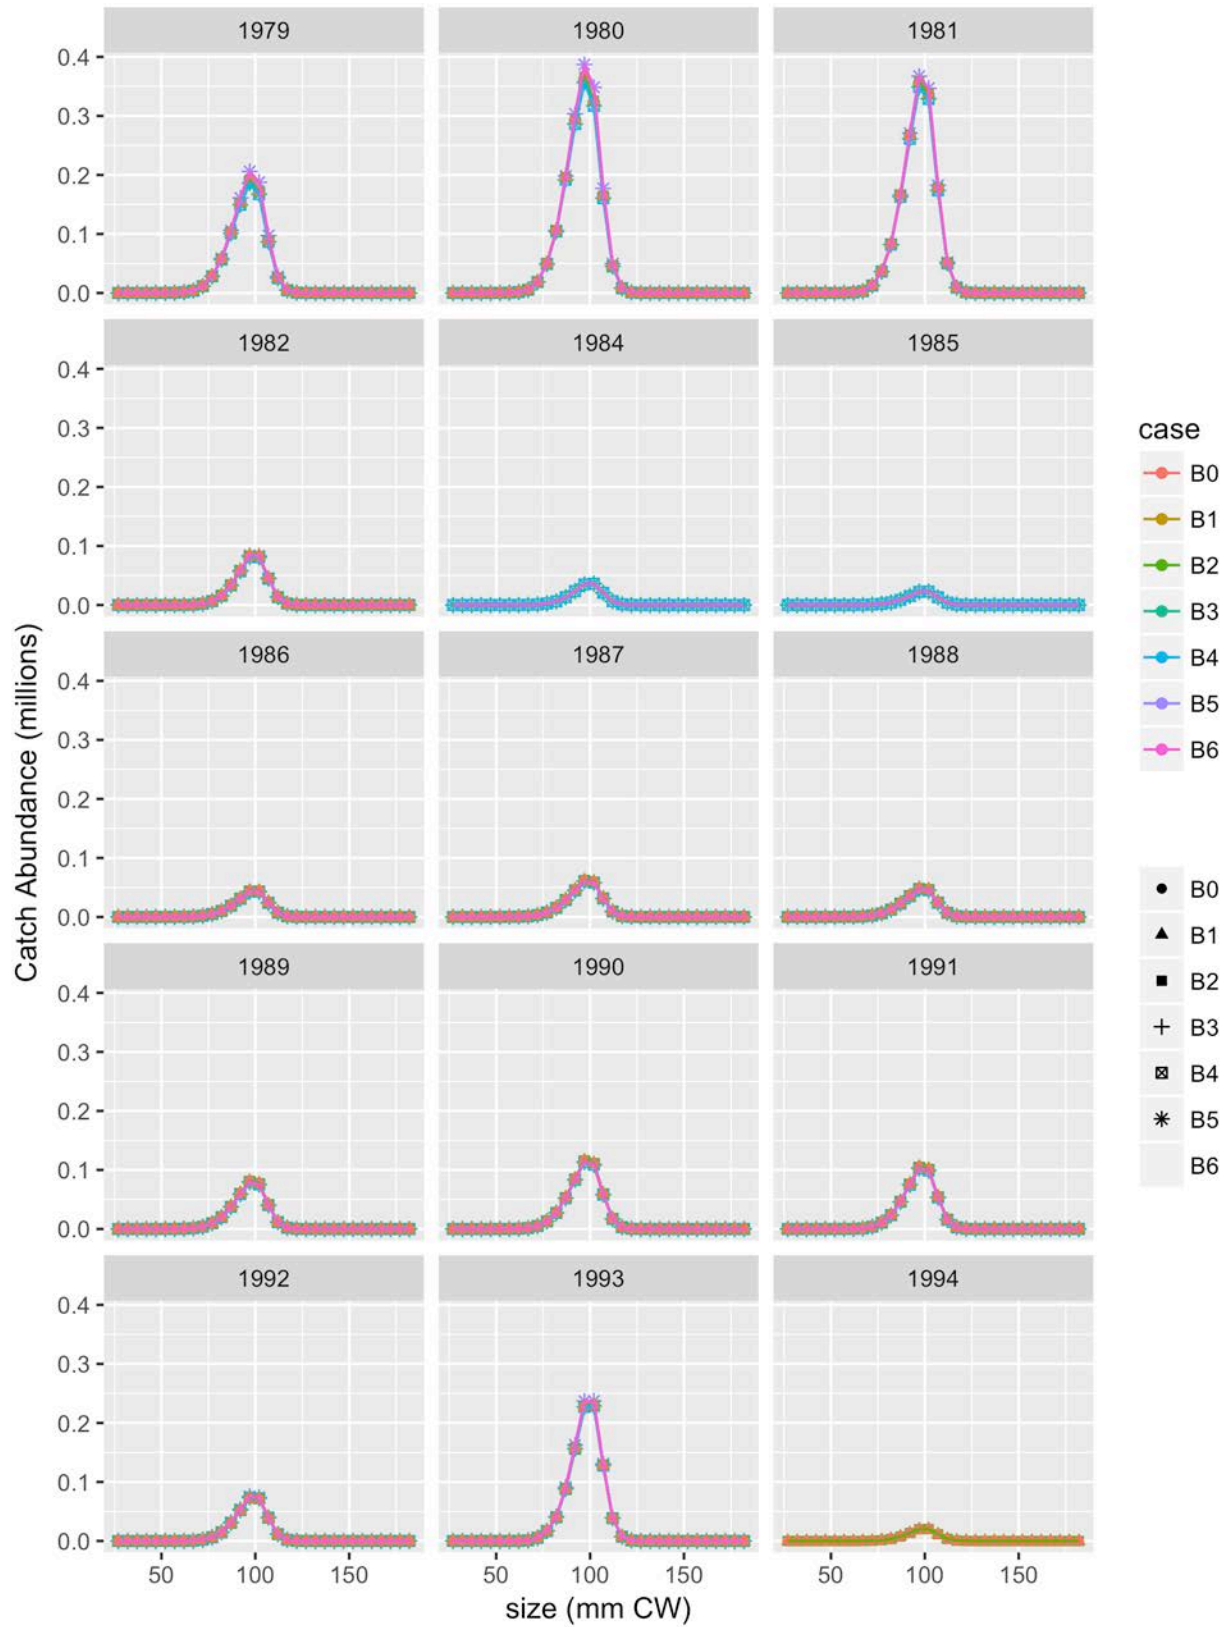 1979 1980 1981
0.4
0.3
0.2
0.1
0.0
1982 1984 1985
0.4
0.3
0.2
0.1
0.0
1986 1987 1988
0.4
0.3
0.2
0.1
0.0
1989 1990 1991
0.4
0.3
0.2
0.1
0.0
1992 1993 1994
0.4
0.3
0.2
0.1
0.0
50 100 150 50 100 150 50 100 150
size (mm CW)
Catch Abundance (millions)
case
B0
B1
B2
B3
B4
B5
B6
B0
B1
B2
B3
B4
B5
B6